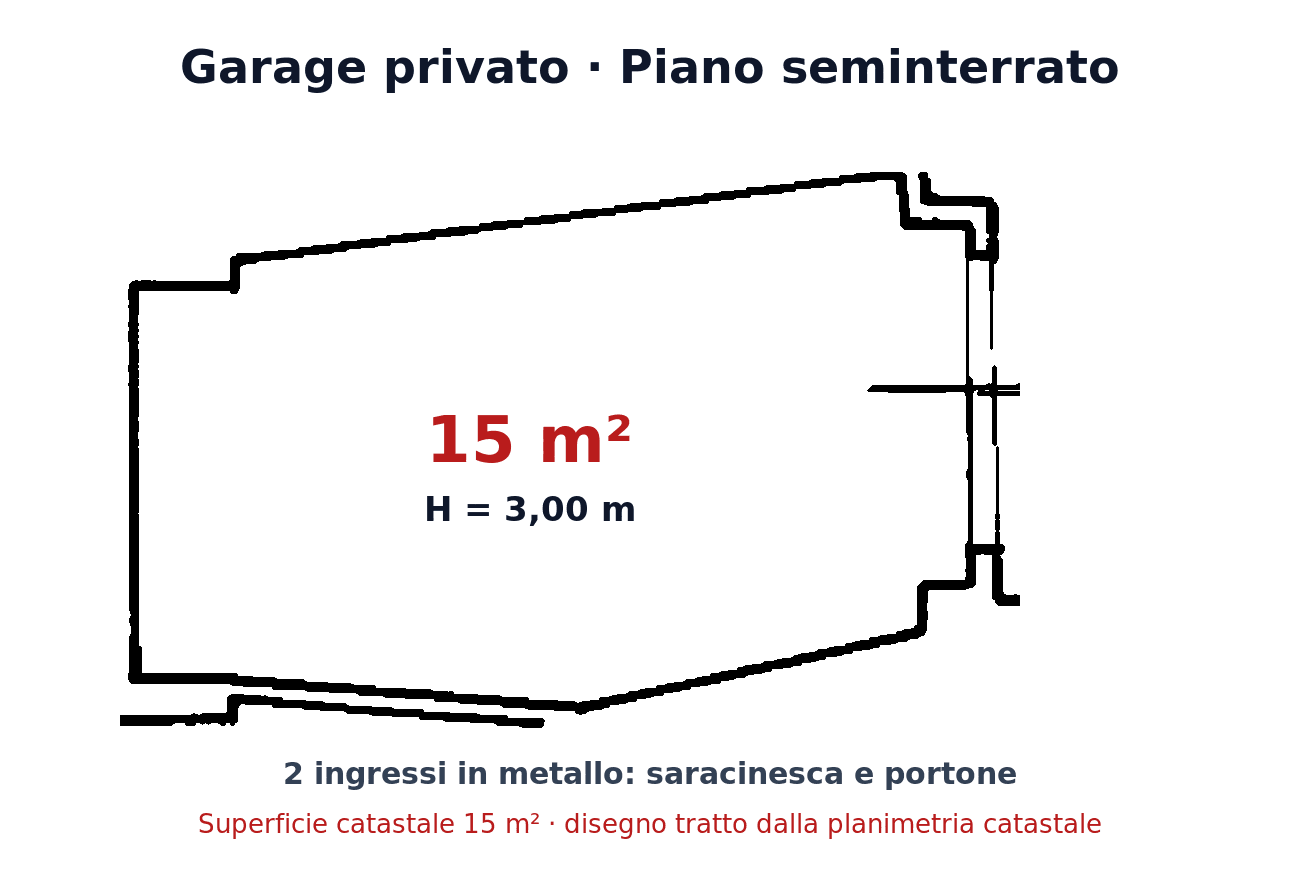 Garage privato · Piano seminterrato
15 m²
H = 3,00 m
2 ingressi in metallo: saracinesca e portone
Superficie catastale 15 m² · disegno tratto dalla planimetria catastale